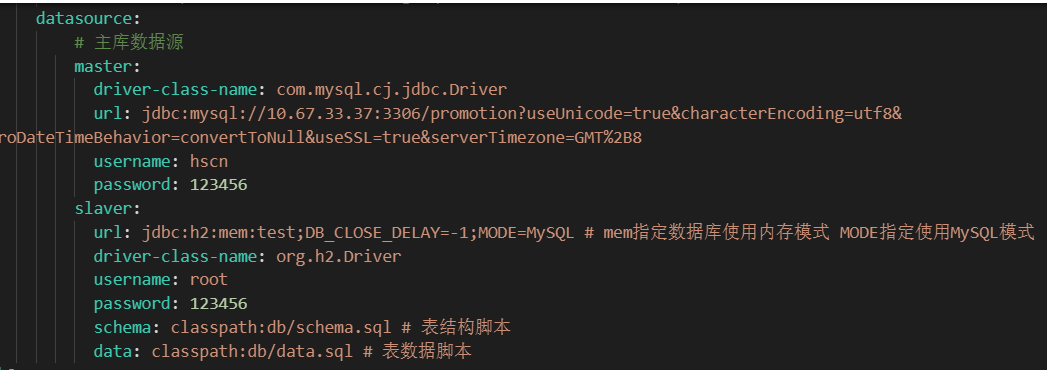 datasource:
# 主库数据源
master:
driver-class-name: com.mysql.cj.jdbc.Driver
url: jdbc:mysql://10.67.33.37:3306/promotion?useUnicode=true&characterEncoding=utf8&
roDateTimeBehavior=convertToNull&useSSL=true&serverTimezone=GMT%2B8
username: hscn
password: 123456
slaver:
url: jdbc:h2:mem:test;DB_CLOSE_DELAY=-1;MODE=MySQL # mem指定数据库使用内存模式 MODE指定使用MySQL模式
driver-class-name: org.h2.Driver
username: root
password: 123456
schema: classpath:db/schema.sql # 表结构脚本
data: classpath:db/data.sql # 表数据脚本